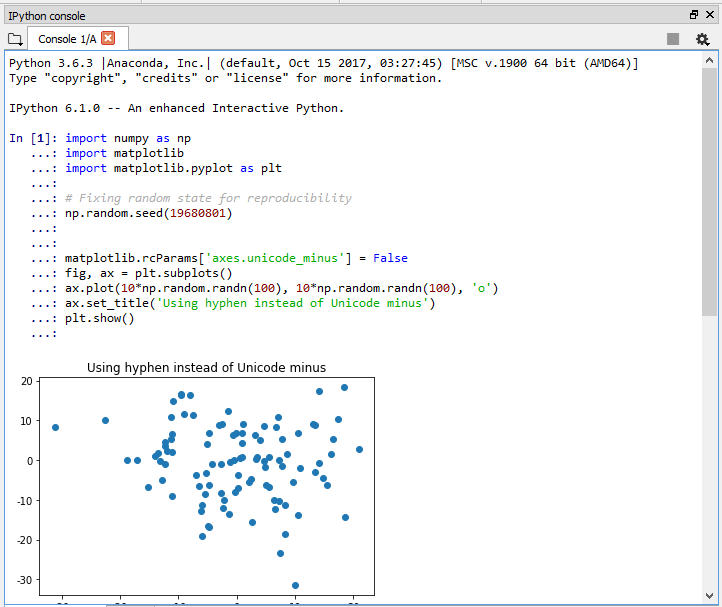 IPython console
Console 1/A
Python 3.6.3 |Anaconda, Inc.| (default, Oct 15 2017, 03:27:45) [MSC v.1900 64 bit (AMD64)]
Type "copyright", "credits" or "license" for more information.
IPython 6.1.0 -- An enhanced Interactive Python.
In [1]: import numpy as np
...: import matplotlib
...: import matplotlib.pyplot as plt
...:
...: # Fixing random state for reproducibility
...: np.random.seed(19680801)
...:
...:
...: matplotlib.rcParams['axes.unicode_minus'] = False
...: fig, ax = plt.subplots()
...: ax.plot(10*np.random.randn(100), 10*np.random.randn(100), 'o')
...: ax.set_title('Using hyphen instead of Unicode minus')
...: plt.show()
...:
Using hyphen instead of Unicode minus
20
10
0
-10
-20
-30